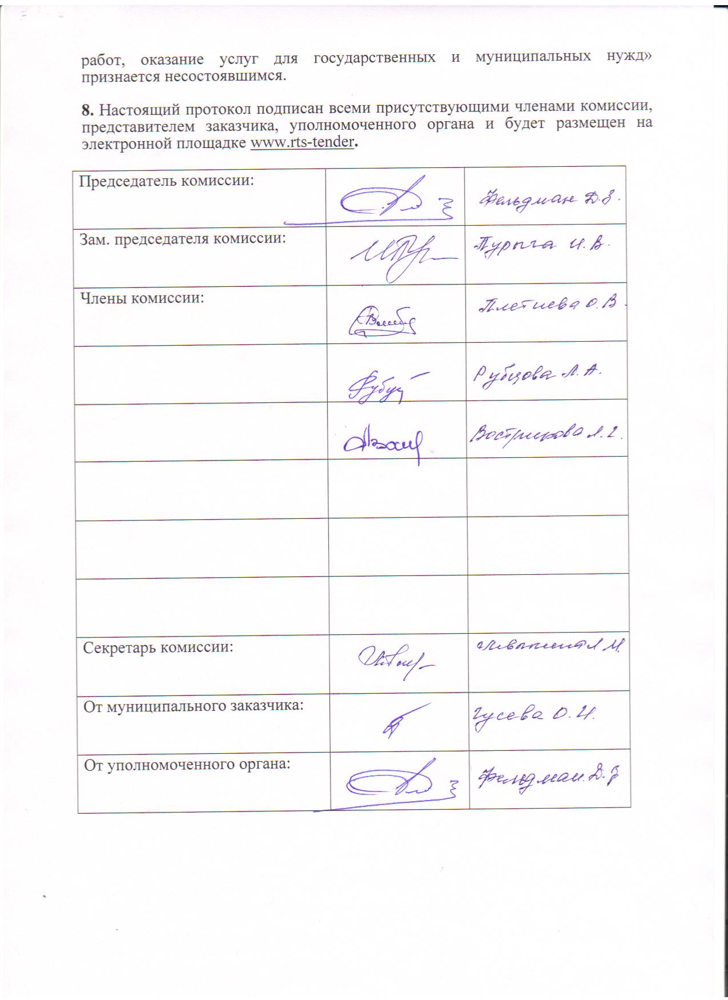 работ, оказание услуг для государственных и муниципальных нужд»
признается несостоявшимся.
8. Настоящий протокол подписан всеми присутствующими членами комиссии,
представителем заказчика, уполномоченного органа и будет размещен на
электронной площадке www.rts-tender.
Председатель комиссии: Фельдман Д.З.
Зам. председателя комиссии: Пурыга И.В.
Члены комиссии: О.В.
Рубцова Л.А.
Вострикова Л.Г.
Секретарь комиссии:
От муниципального заказчика: Гусева О.И.
От уполномоченного органа: Фельдман Д.З